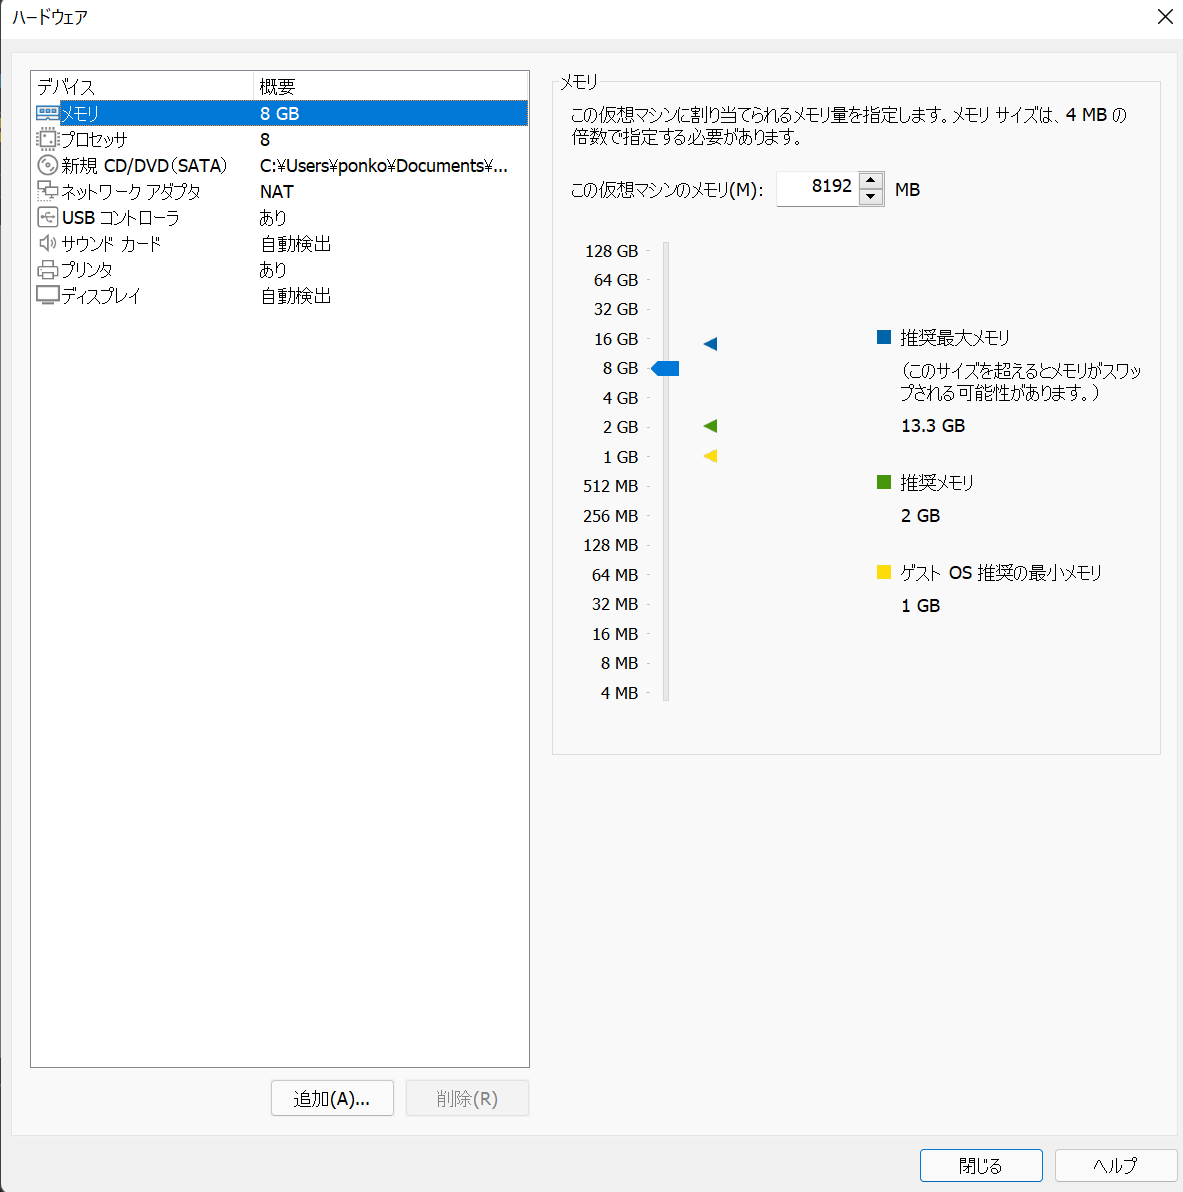 ハードウェア
デバイス 概要
メモリ 8 GB
プロセッサ 8
新規 CD/DVD (SATA) C:¥Users¥ponko¥Documents¥...
ネットワーク アダプタ NAT
USB コントローラ あり
サウンド カード 自動検出
プリンタ あり
ディスプレイ 自動検出
追加(A)...
削除(R)
メモリ
この仮想マシンに割り当てられるメモリ量を指定します。メモリ サイズは、4 MB の
倍数で指定する必要があります。
この仮想マシンのメモリ(M): 8192 MB
128 GB
64 GB
32 GB
16 GB
8 GB
4 GB
2 GB
1 GB
512 MB
256 MB
128 MB
64 MB
32 MB
16 MB
8 MB
4 MB
推奨最大メモリ
(このサイズを超えるとメモリがスワッ
プされる可能性があります。)
13.3 GB
推奨メモリ
2 GB
ゲスト OS 推奨の最小メモリ
1 GB
閉じる
ヘルプ